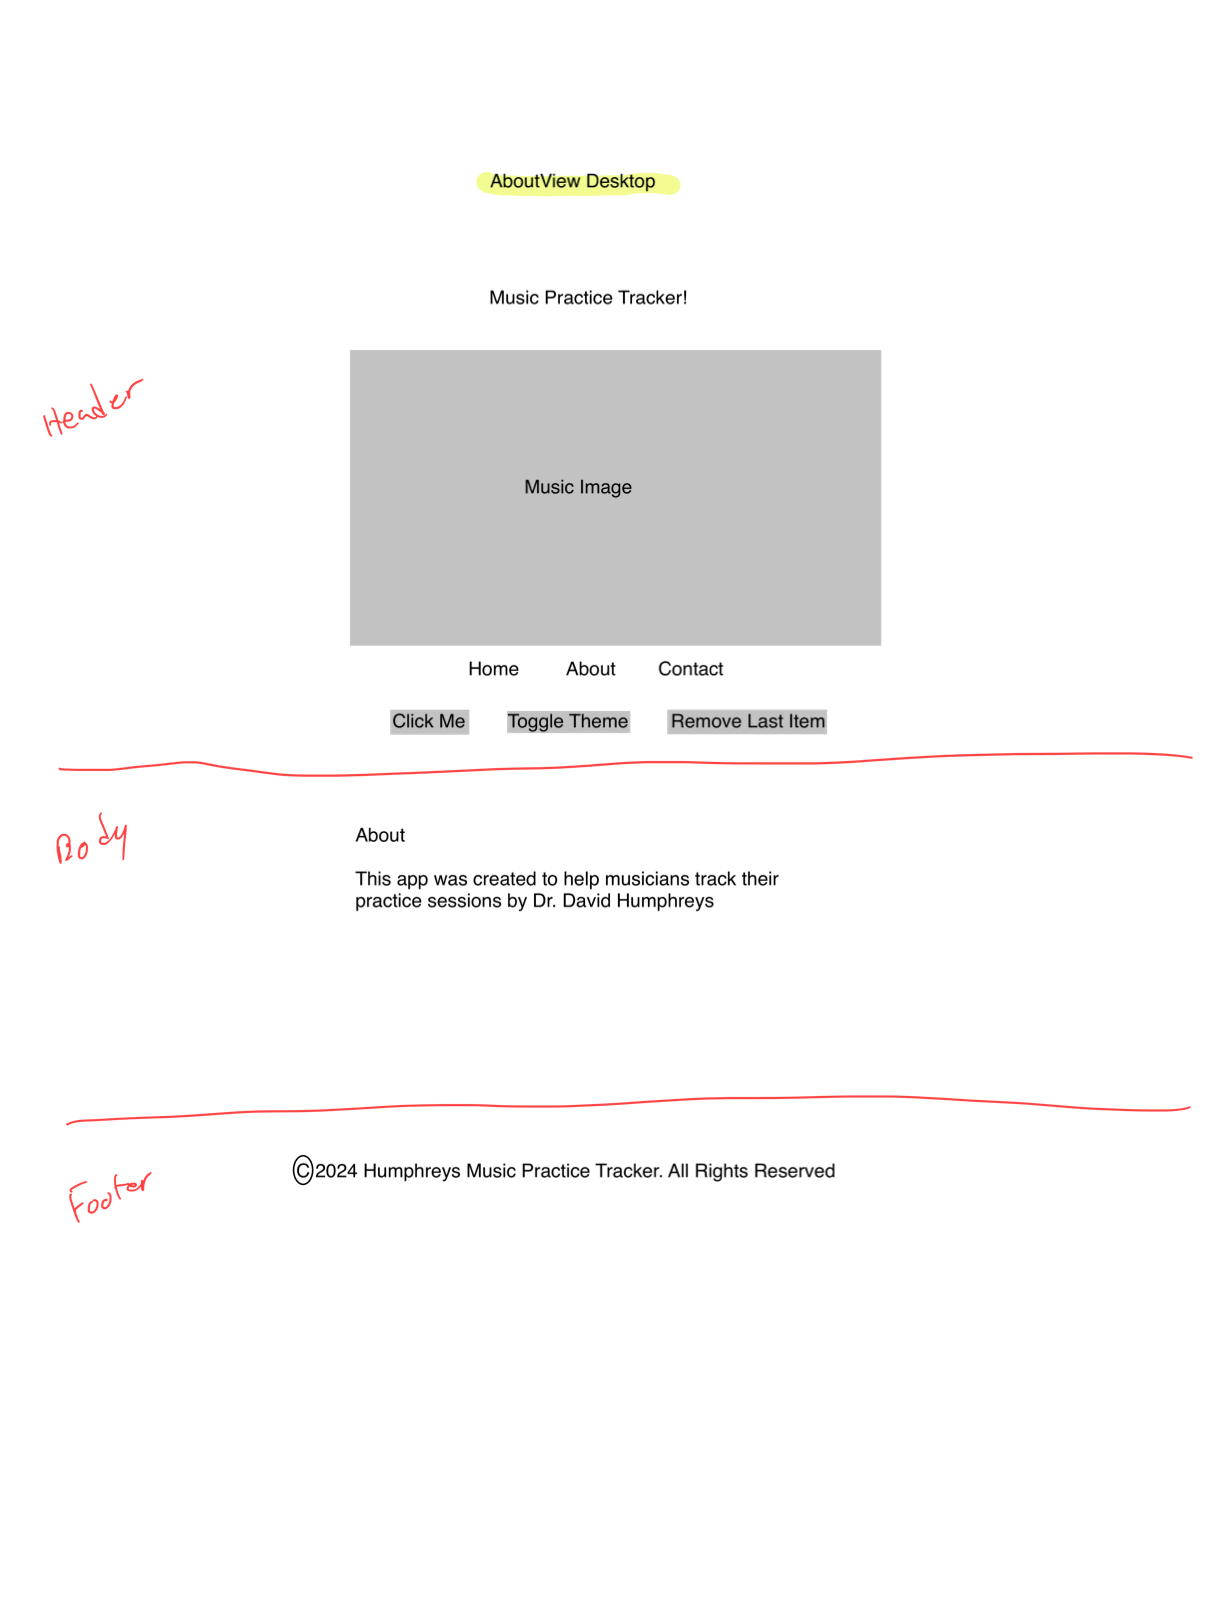 AboutView Desktop
Music Practice Tracker!
Header
Music Image
Home About Contact
Click Me Toggle Theme Remove Last Item
Body
About
This app was created to help musicians track their
practice sessions by Dr. David Humphreys
Footer
©2024 Humphreys Music Practice Tracker. All Rights Reserved